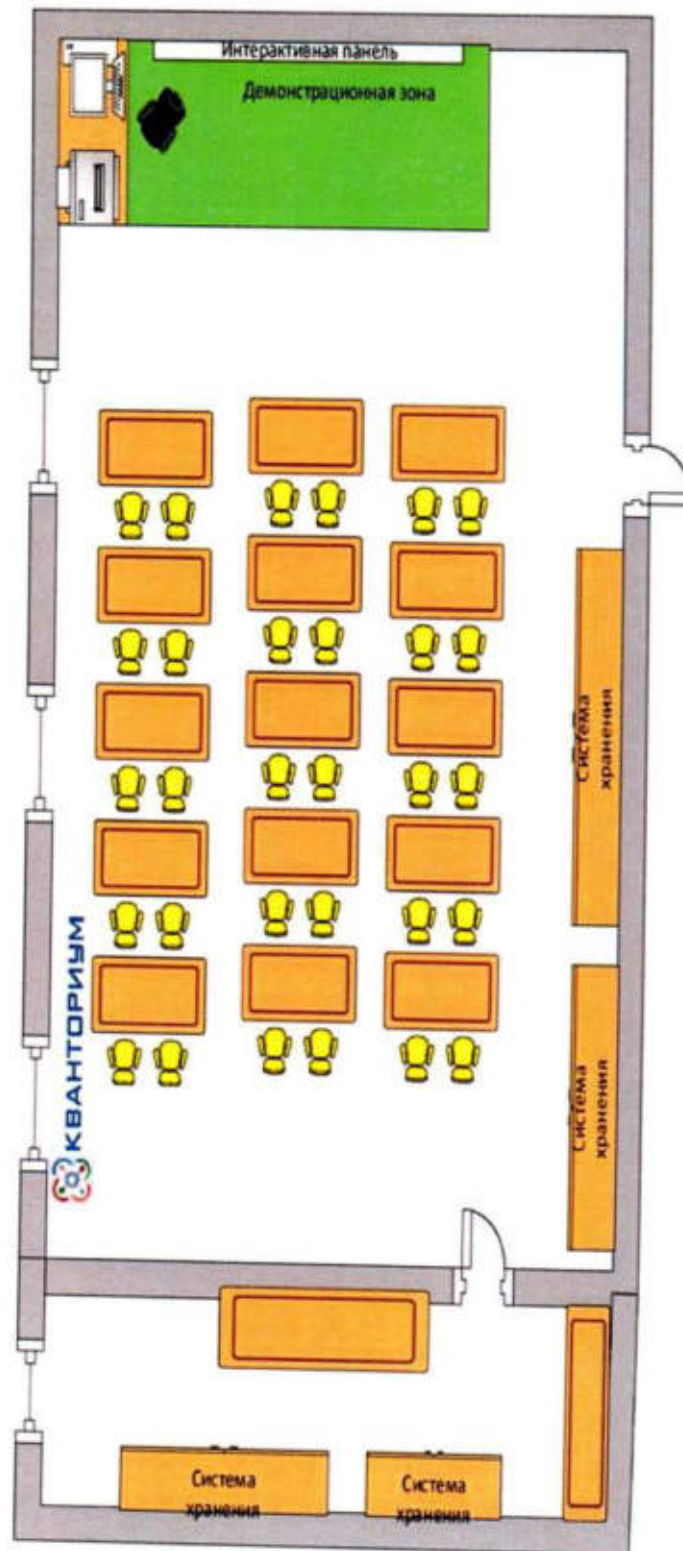 Интерактивная панель
Демонстрационная зона
Система
хранения
КВАНТОРИУМ
Система
хранения
Система
хранения
Система
хранения